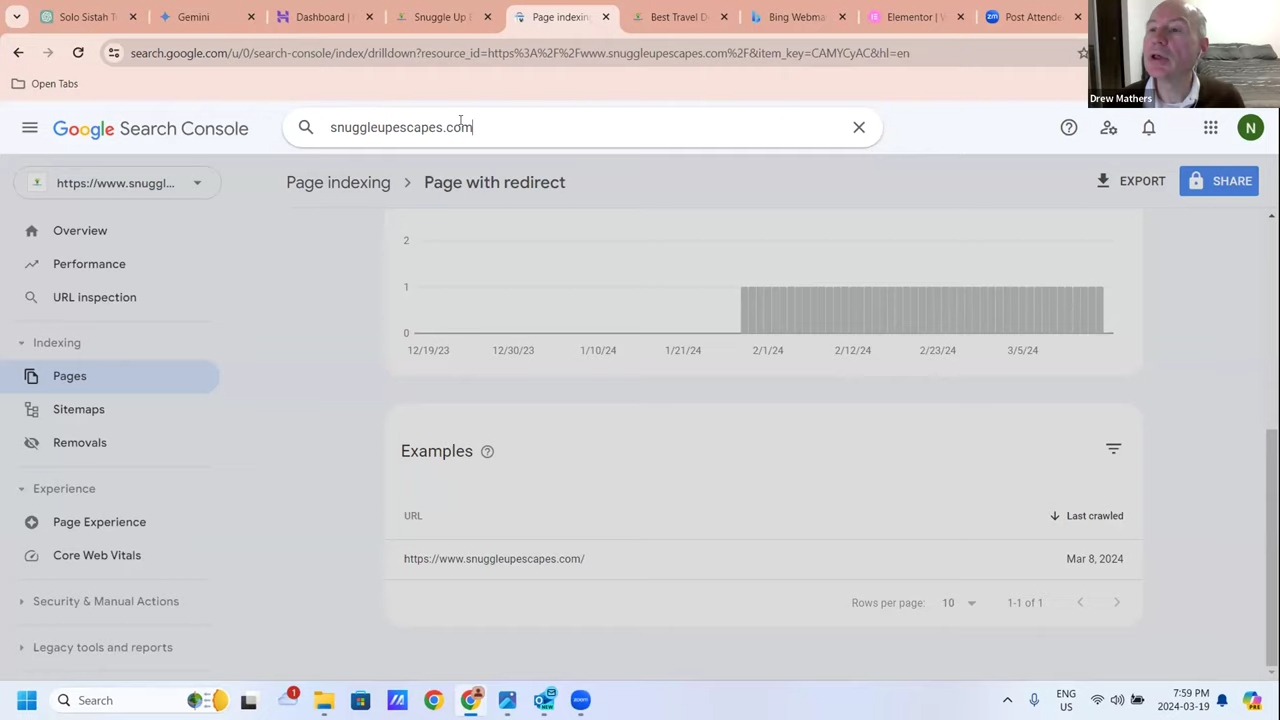 Solo Sistah T
Gemini
Dashboard |
Snuggle Up E
Page indexing
Best Travel D
Bing Webma
Elementor | V
Post Attende
search.google.com/u/0/search-console/index/drilldown?resource_id=https%3A%2F%2Fwww.snuggleupescapes.com%2F&item_key=CAMYCyAC&hl=en
Open Tabs
Drew Mathers
Google Search Console
snuggleupescapes.com
N
https://www.snuggl...
Page indexing > Page with redirect
EXPORT
SHARE
Overview
Performance
URL inspection
Indexing
Pages
Sitemaps
Removals
Experience
Page Experience
Core Web Vitals
Security & Manual Actions
Legacy tools and reports
2
1
0
12/19/23 12/30/23 1/10/24 1/21/24 2/1/24 2/12/24 2/23/24 3/5/24
Examples
URL Last crawled
https://www.snuggleupescapes.com/ Mar 8, 2024
Rows per page: 10 1-1 of 1
Search
1
zoom
ENG
US
7:59 PM
2024-03-19
PRE